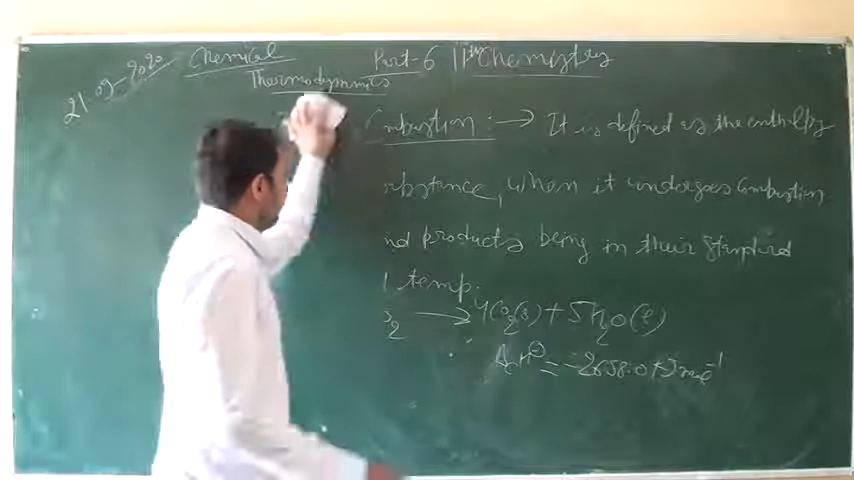 21-09-2020 Chemical Part-6 11th Chemistry
Thermodynamics
Combustion :→ It is defined as the enthalpy
substance, when it undergoes Combustion
nd products being in their Standard
temp.
2 → 4CO2(g) + 5H2O(l)
ΔcH⊖ = -2658.0 KJ mol-1